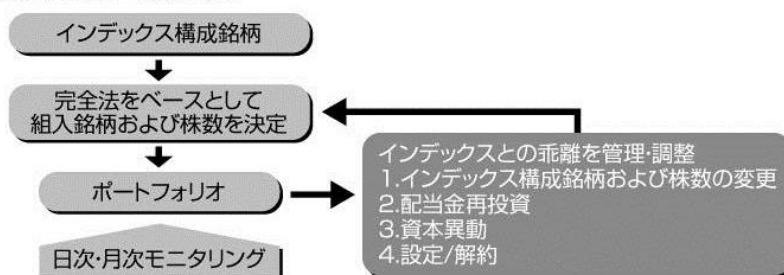 インデックス構成銘柄
完全法をベースとして
組入銘柄および株数を決定
ポートフォリオ
日次・月次モニタリング
インデックスとの乖離を管理・調整
1.インデックス構成銘柄および株数の変更
2.配当金再投資
3.資本異動
4.設定/解約